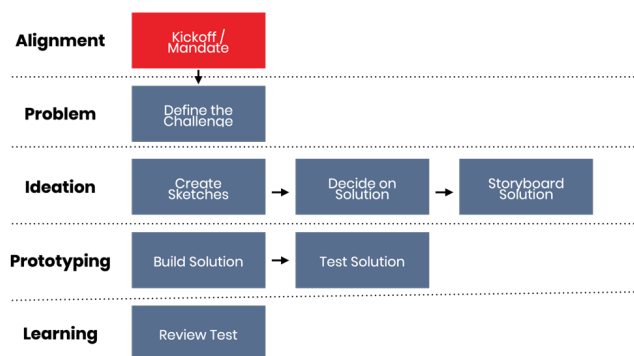 Alignment
Kickoff /
Mandate
Problem
Define the
Challenge
Ideation
Create
Sketches
Decide on
Solution
Storyboard
Solution
Prototyping
Build Solution
Test Solution
Learning
Review Test